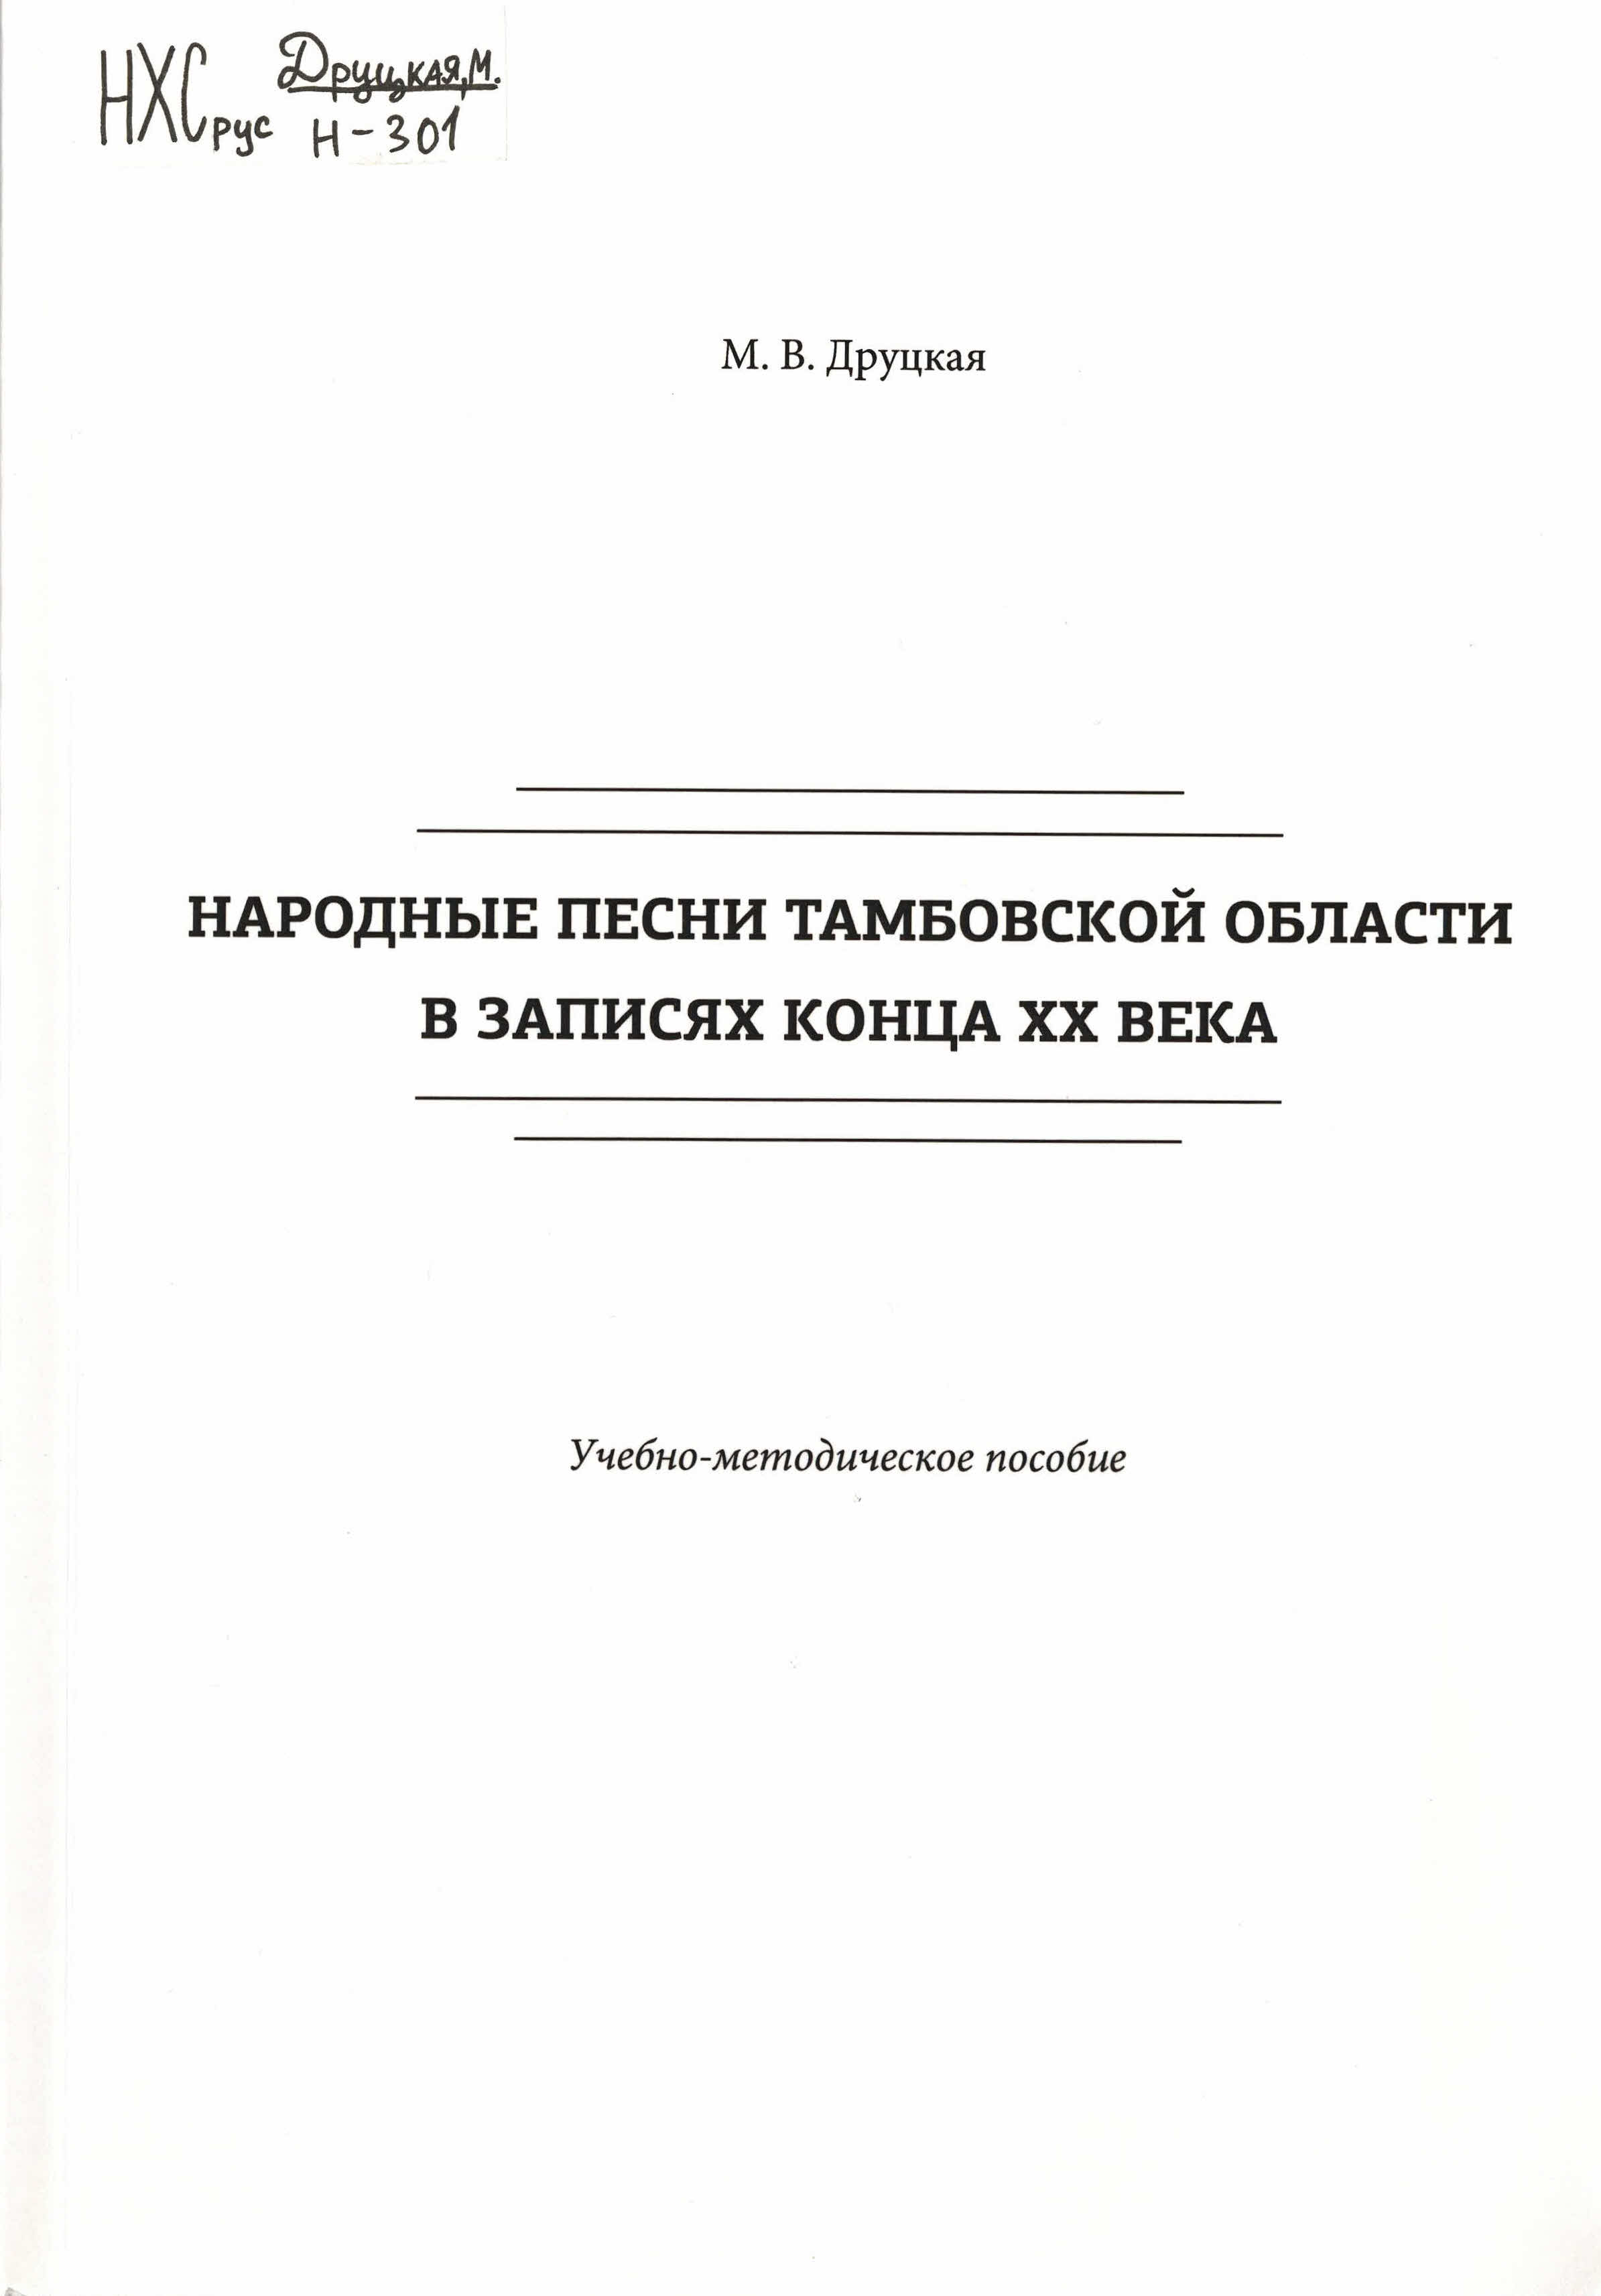 НХС рус Друцкая, М.
Н-301
М. В. Друцкая
НАРОДНЫЕ ПЕСНИ ТАМБОВСКОЙ ОБЛАСТИ
В ЗАПИСЯХ КОНЦА XX ВЕКА
Учебно-методическое пособие